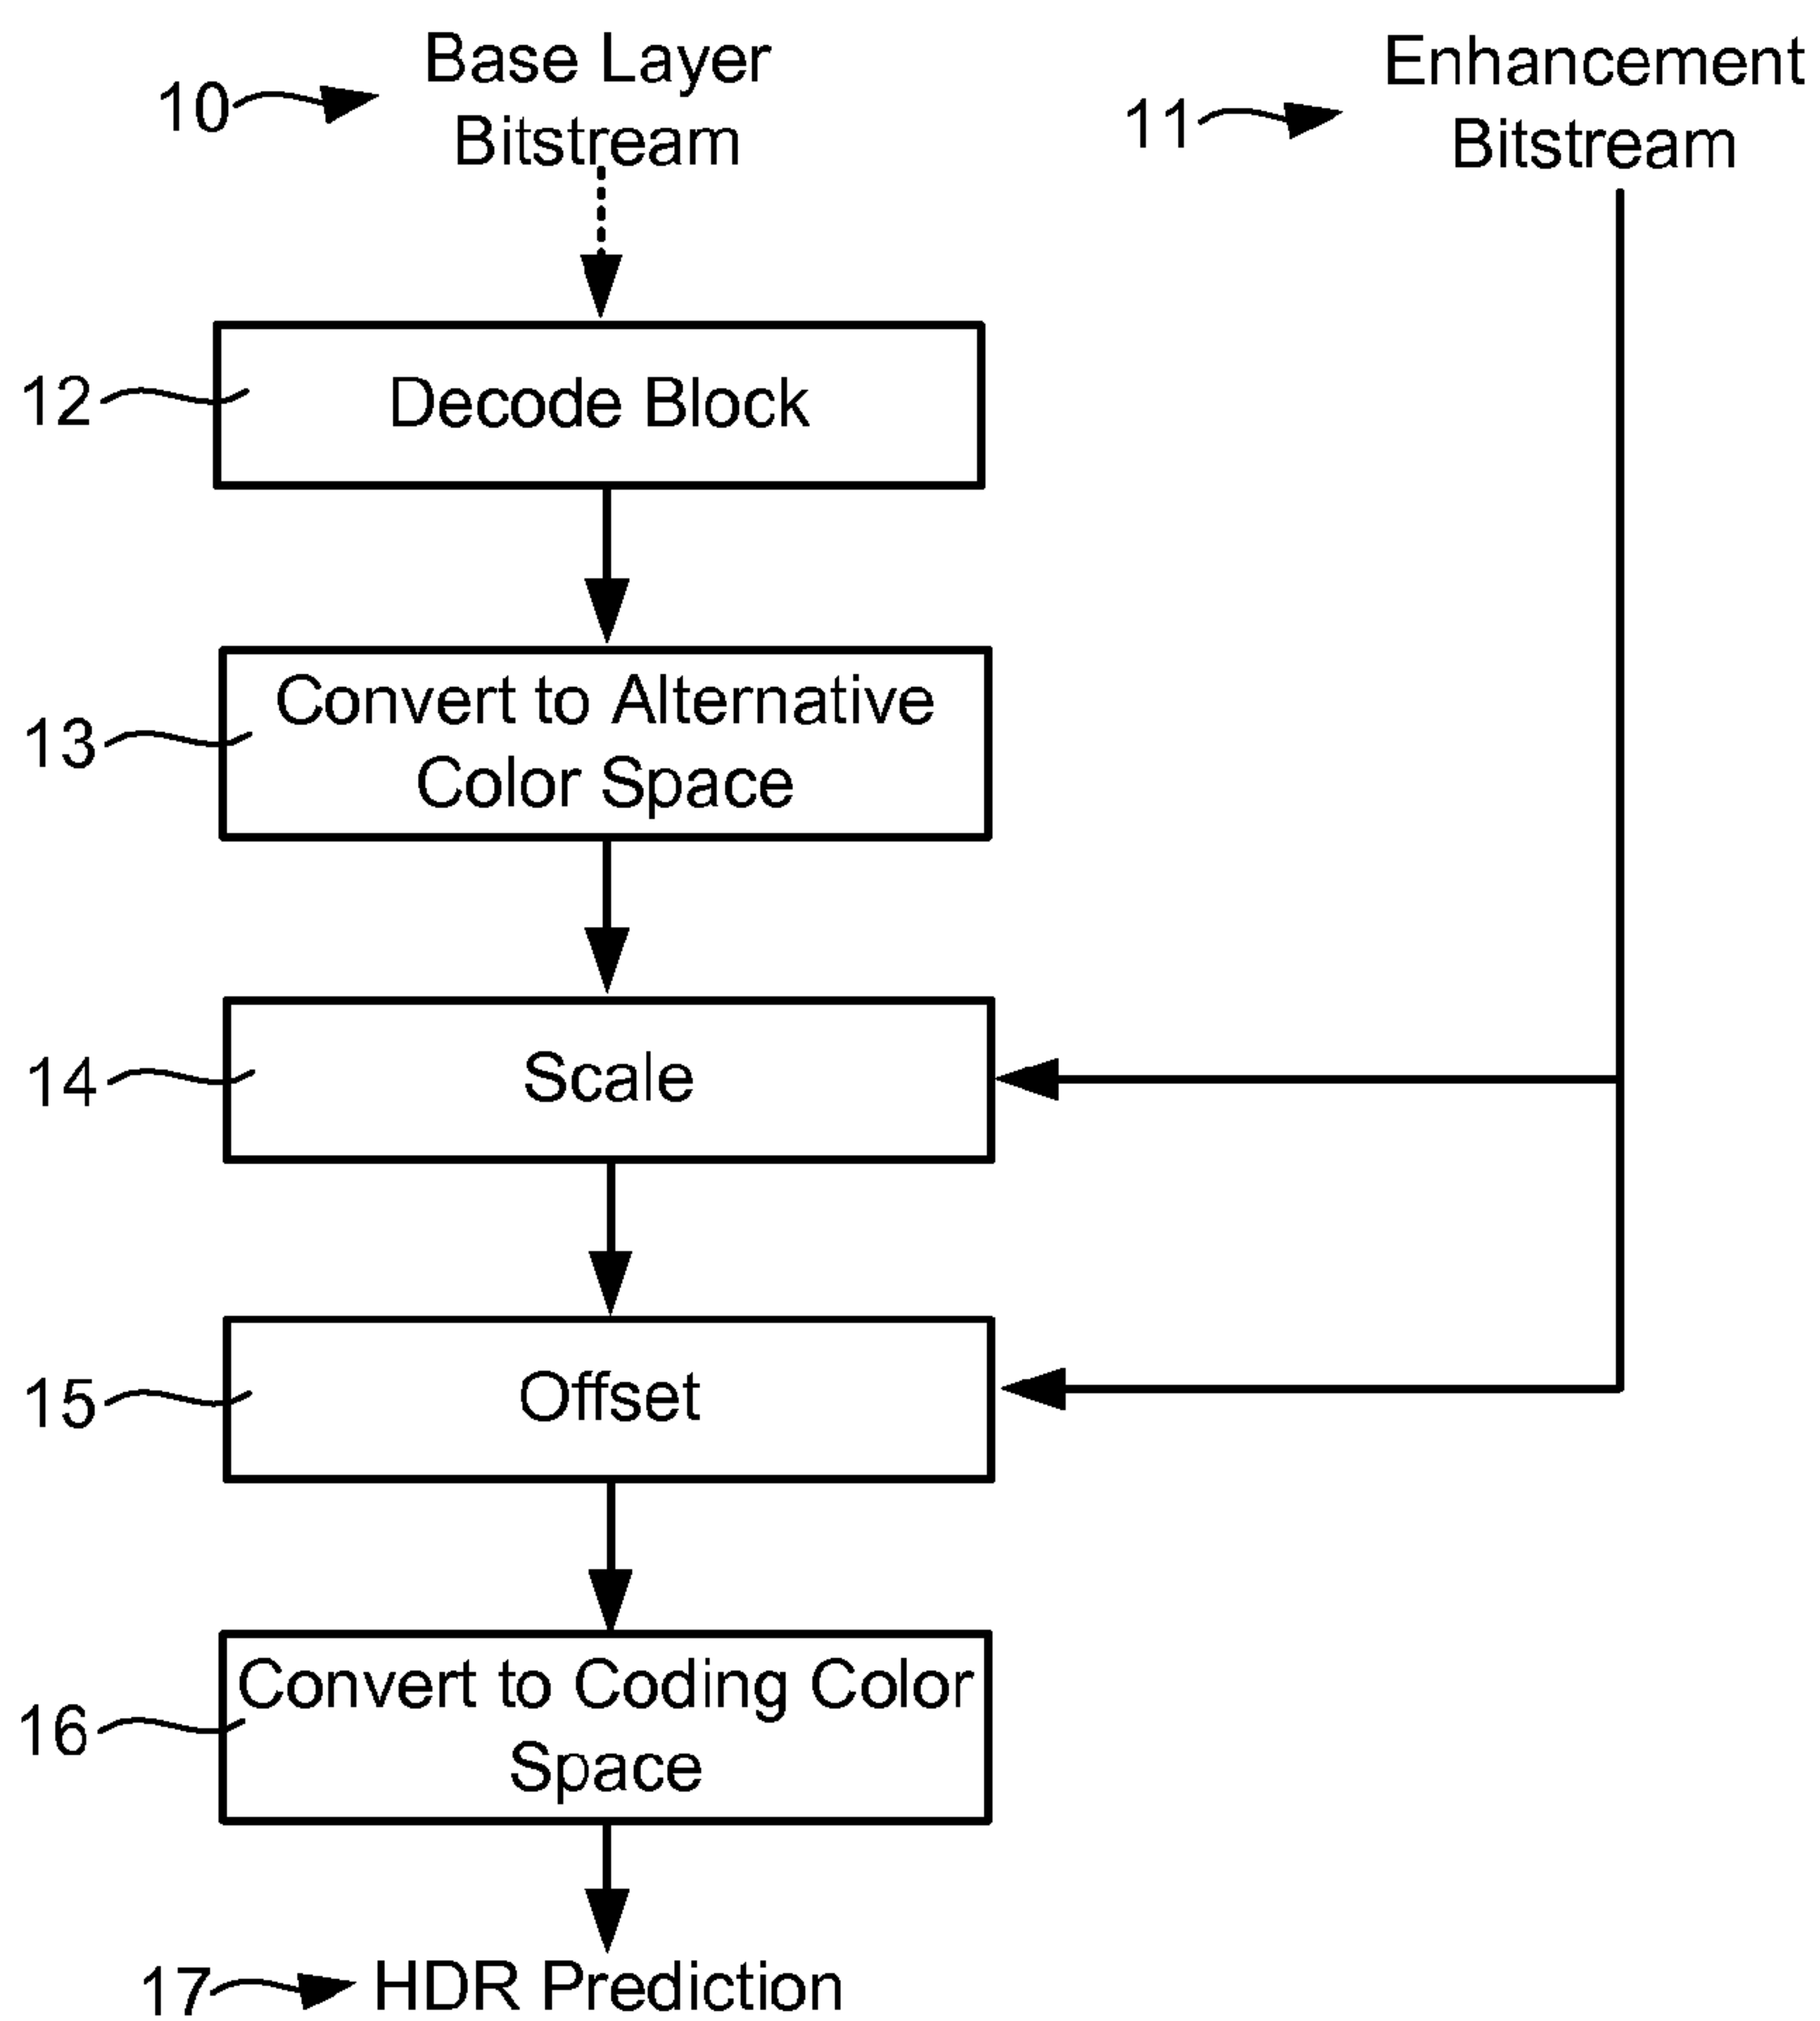 10
Base Layer
Bitstream
11
Enhancement
Bitstream
12
Decode Block
13
Convert to Alternative
Color Space
14
Scale
15
Offset
16
Convert to Coding Color
Space
17
HDR Prediction